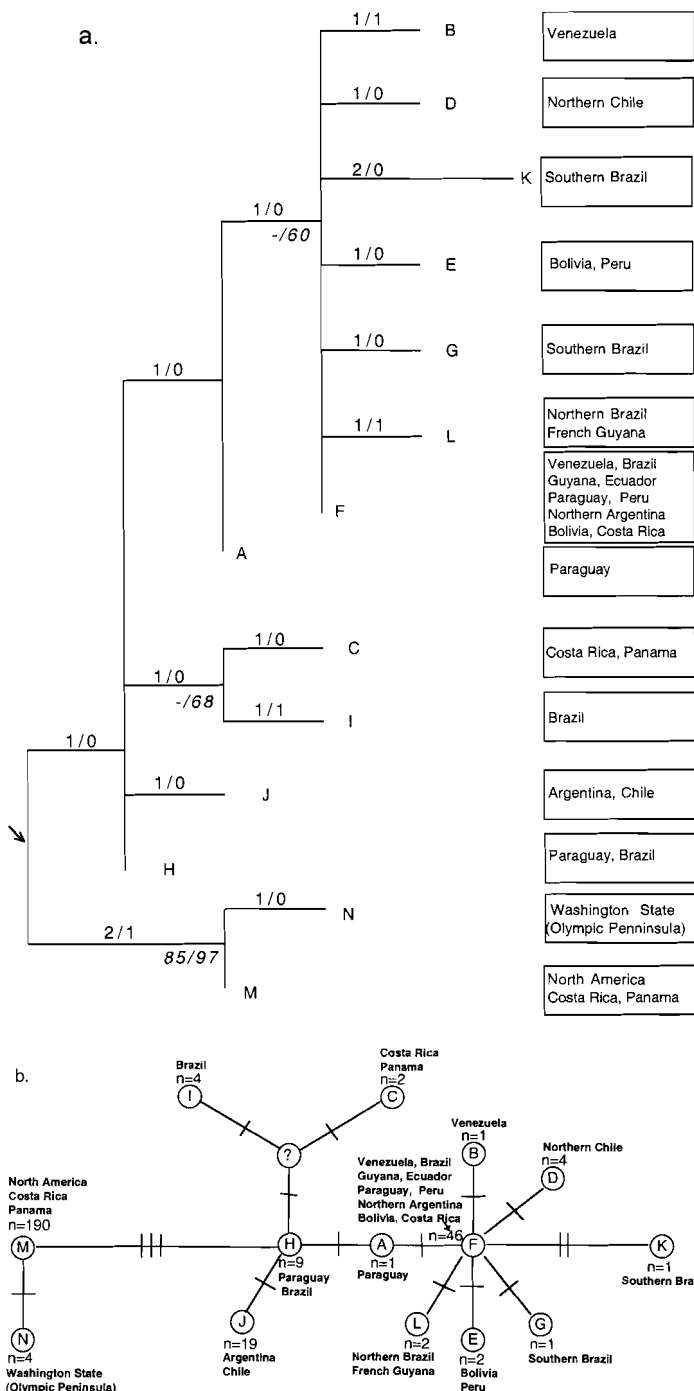 a.
1/1
B
Venezuela
1/0
D
Northern Chile
2/0
K
Southern Brazil
1/0
-/60
1/0
E
Bolivia, Peru
1/0
G
Southern Brazil
1/0
1/1
L
Northern Brazil
French Guyana
F
Venezuela, Brazil
Guyana, Ecuador
Paraguay, Peru
Northern Argentina
Bolivia, Costa Rica
A
Paraguay
1/0
C
Costa Rica, Panama
1/0
-/68
1/1
I
Brazil
1/0
1/0
J
Argentina, Chile
H
Paraguay, Brazil
1/0
N
Washington State
(Olympic Penninsula)
2/1
85/97
M
North America
Costa Rica, Panama
b.
Brazil
n=4
I
Costa Rica
Panama
n=2
C
?
Venezuela
n=1
B
Northern Chile
n=4
D
Venezuela, Brazil
Guyana, Ecuador
Paraguay, Peru
Northern Argentina
Bolivia, Costa Rica
n=46
F
North America
Costa Rica
Panama
n=190
M
H
n=9
Paraguay
Brazil
A
n=1
Paraguay
K
n=1
Southern Bra
N
n=4
Washington State
(Olympic Peninsula)
J
n=19
Argentina
Chile
L
n=2
Northern Brazil
French Guyana
E
n=2
Bolivia
Peru
G
n=1
Southern Brazil